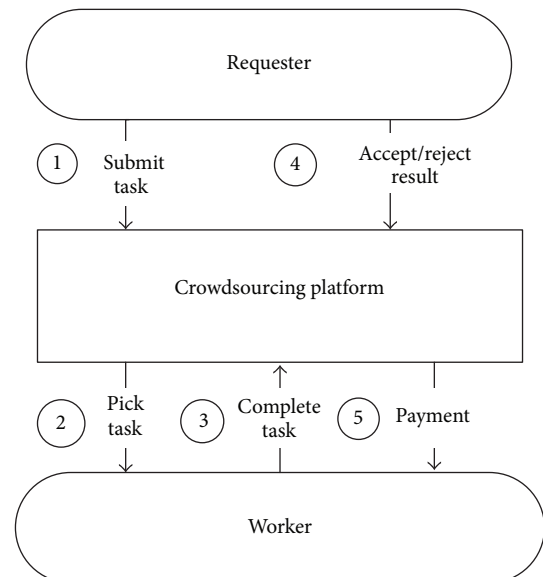 Requester
1
Submit
task
4
Accept/reject
result
Crowdsourcing platform
2
Pick
task
3
Complete
task
5
Payment
Worker